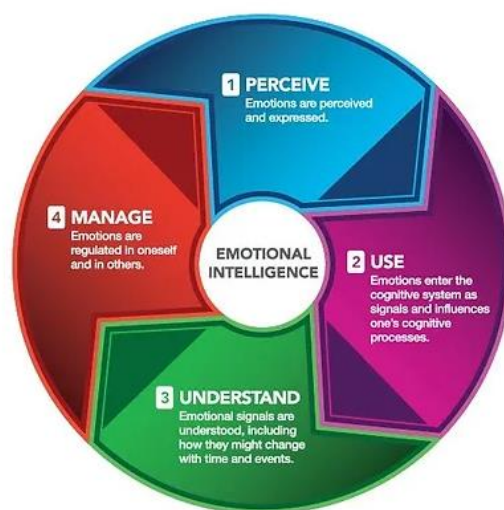 1 PERCEIVE
Emotions are perceived
and expressed.
2 USE
Emotions enter the
cognitive system as
signals and influences
one's cognitive
processes.
3 UNDERSTAND
Emotional signals are
understood, including
how they might change
with time and events.
4 MANAGE
Emotions are
regulated in oneself
and in others.
EMOTIONAL
INTELLIGENCE